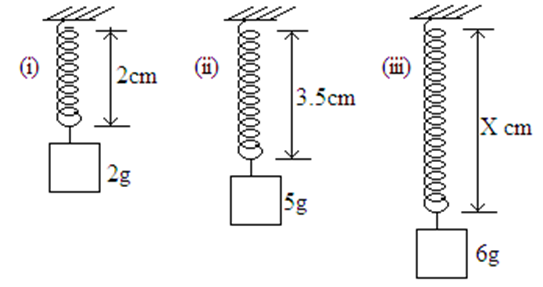 (i)
2cm
2g
(ii)
3.5cm
5g
(iii)
X cm
6g